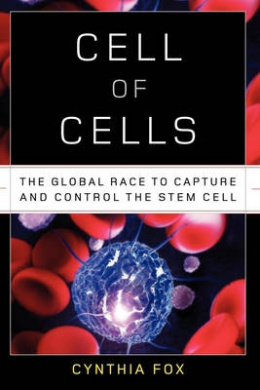 CELL
OF
CELLS
THE GLOBAL RACE TO CAPTURE
AND CONTROL THE STEM CELL
CYNTHIA FOX